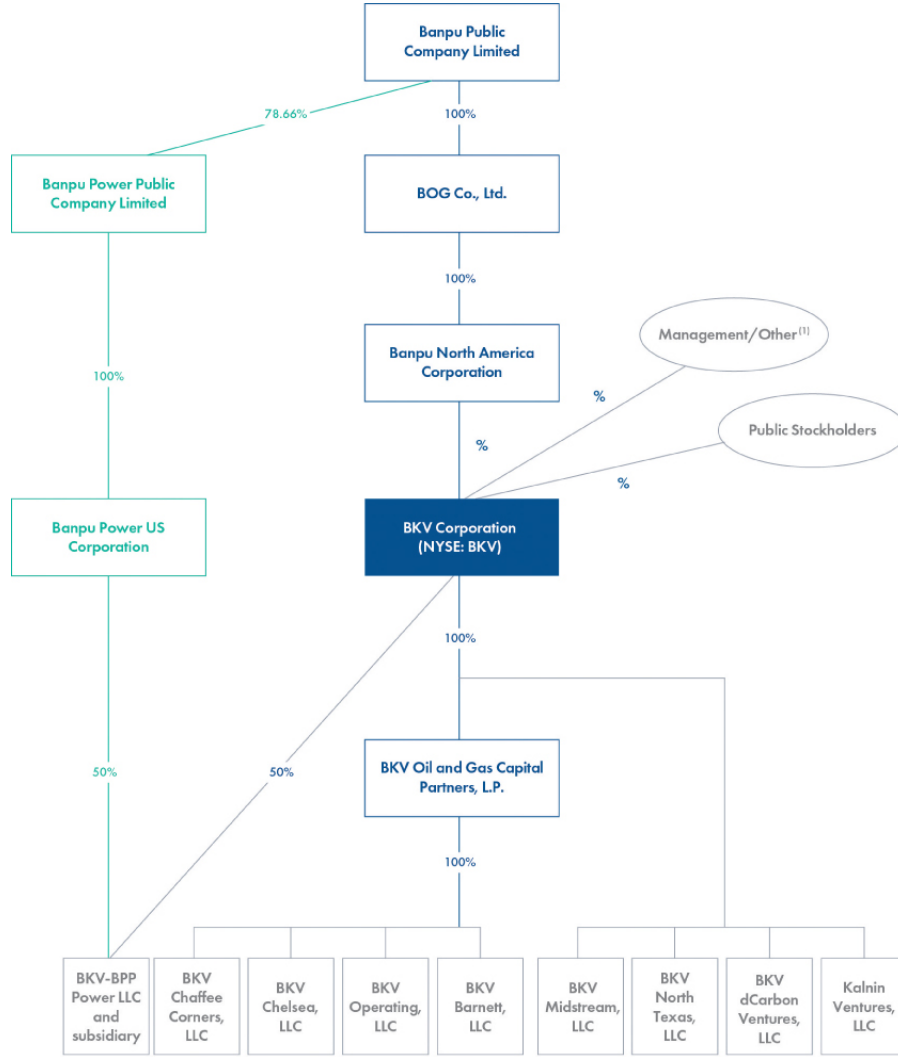 Banpu Public
Company Limited
78.66%
100%
Banpu Power Public
Company Limited
BOG Co., Ltd.
100%
Banpu North America
Corporation
Management/Other(1)
100%
%
Public Stockholders
%
%
Banpu Power US
Corporation
BKV Corporation
(NYSE: BKV)
100%
BKV Oil and Gas Capital
Partners, L.P.
50%
50%
100%
BKV-BPP
Power LLC
and
subsidiary
BKV
Chaffee
Corners,
LLC
BKV
Chelsea,
LLC
BKV
Operating,
LLC
BKV
Barnett,
LLC
BKV
Midstream,
LLC
BKV
North
Texas,
LLC
BKV
dCarbon
Ventures,
LLC
Kalnin
Ventures,
LLC